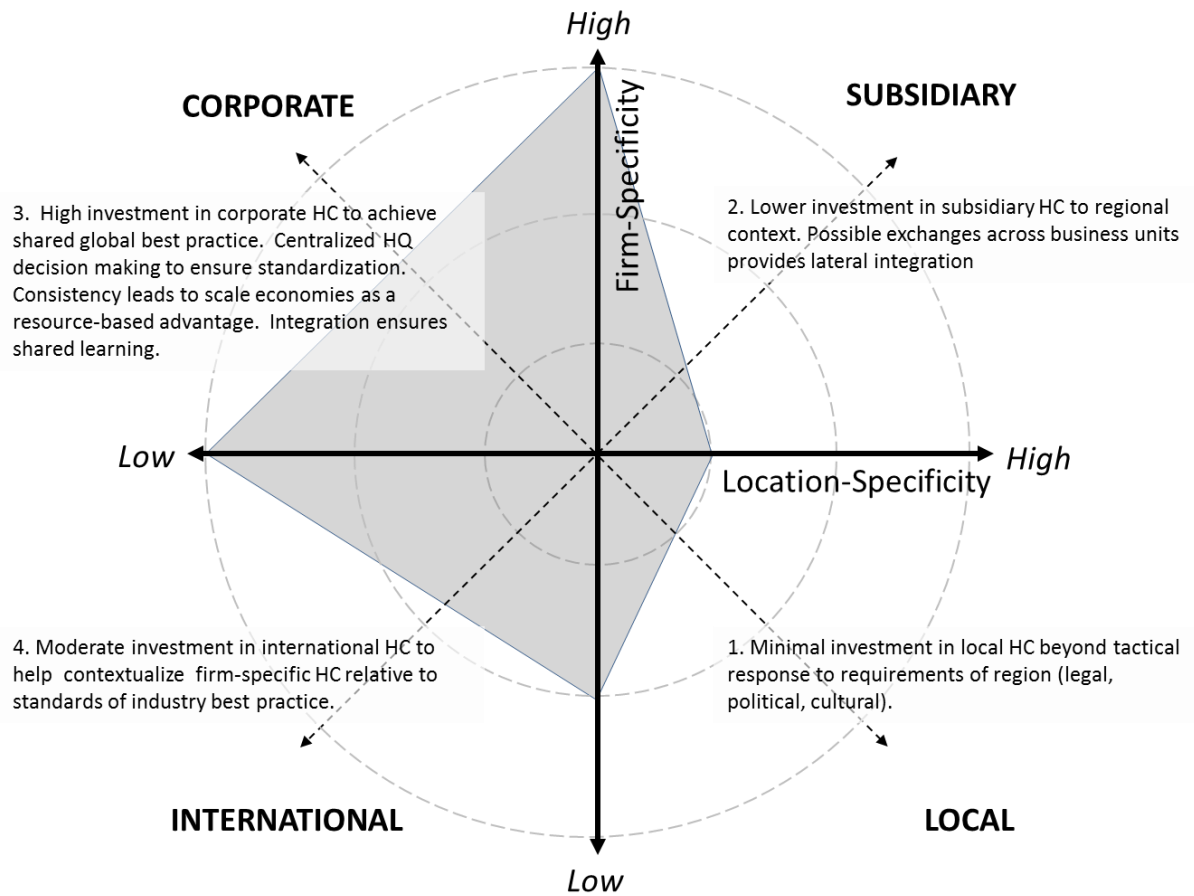 High
CORPORATE
SUBSIDIARY
Firm-Specificity
3. High investment in corporate HC to achieve
shared global best practice. Centralized HQ
decision making to ensure standardization.
Consistency leads to scale economies as a
resource-based advantage. Integration ensures
shared learning.
2. Lower investment in subsidiary HC to regional
context. Possible exchanges across business units
provides lateral integration
Low
High
Location-Specificity
4. Moderate investment in international HC to
help contextualize firm-specific HC relative to
standards of industry best practice.
1. Minimal investment in local HC beyond tactical
response to requirements of region (legal,
political, cultural).
INTERNATIONAL
LOCAL
Low